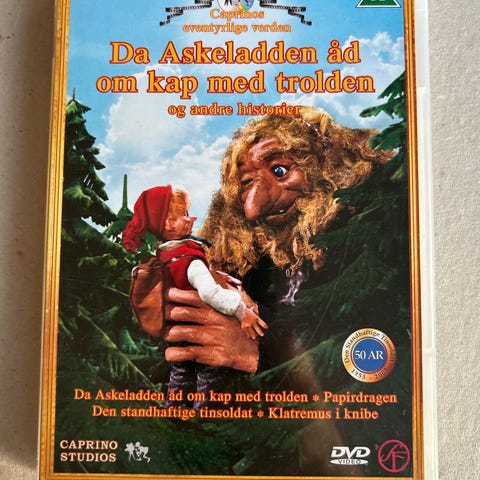 Caprinos
eventyrlige verden
Da Askeladden åd
om kap med trolden
og andre historier
50 ÅR
Da Askeladden åd om kap med trolden * Papirdragen
Den standhaftige tinsoldat * Klatremus i knibe
CAPRINO
STUDIOS
DVD
VIDEO
SF